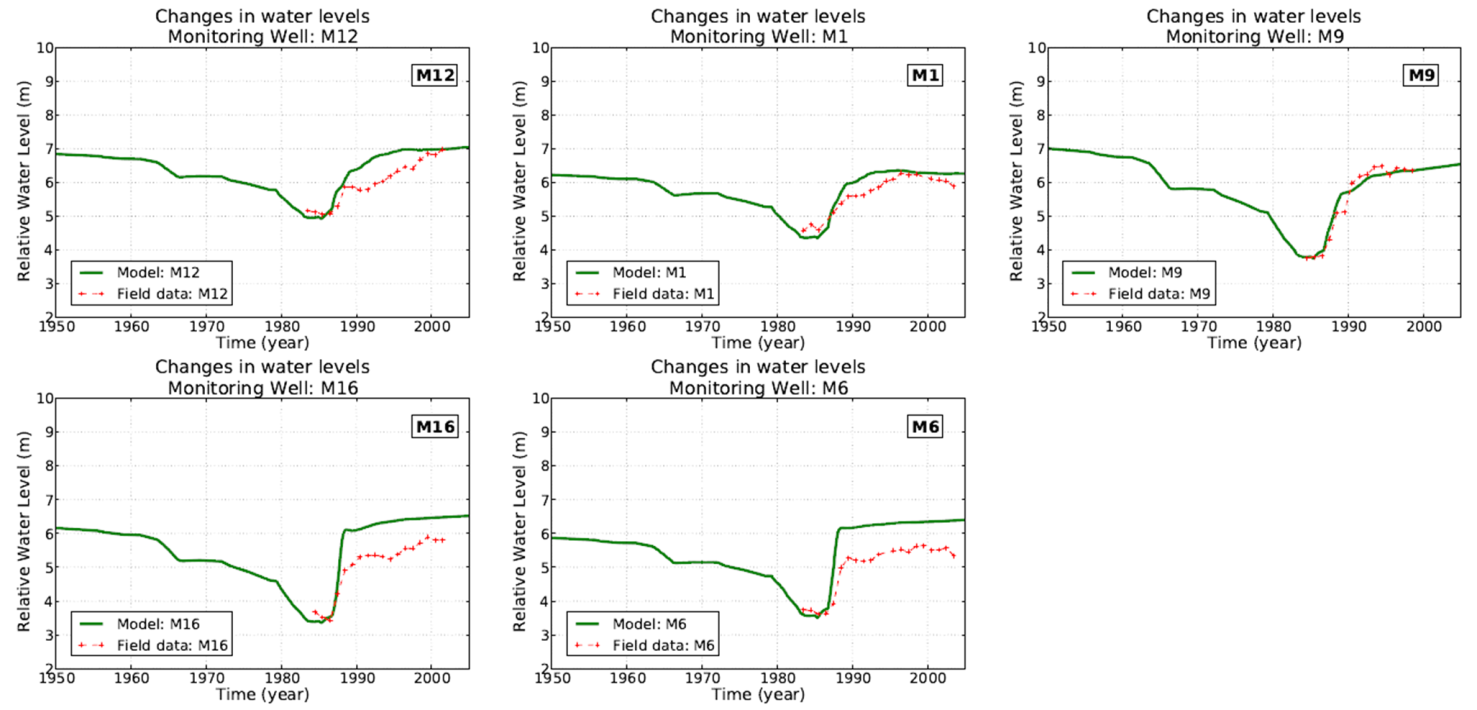 Changes in water levels
Monitoring Well: M12
Relative Water Level (m)
10
9
8
7
6
5
4
3
2
M12
Model: M12
Field data: M12
1950 1960 1970 1980 1990 2000
Time (year)
Changes in water levels
Monitoring Well: M1
Relative Water Level (m)
10
9
8
7
6
5
4
3
2
M1
Model: M1
Field data: M1
1950 1960 1970 1980 1990 2000
Time (year)
Changes in water levels
Monitoring Well: M9
Relative Water Level (m)
10
9
8
7
6
5
4
3
2
M9
Model: M9
Field data: M9
1950 1960 1970 1980 1990 2000
Time (year)
Changes in water levels
Monitoring Well: M16
Relative Water Level (m)
10
9
8
7
6
5
4
3
2
M16
Model: M16
Field data: M16
1950 1960 1970 1980 1990 2000
Time (year)
Changes in water levels
Monitoring Well: M6
Relative Water Level (m)
10
9
8
7
6
5
4
3
2
M6
Model: M6
Field data: M6
1950 1960 1970 1980 1990 2000
Time (year)